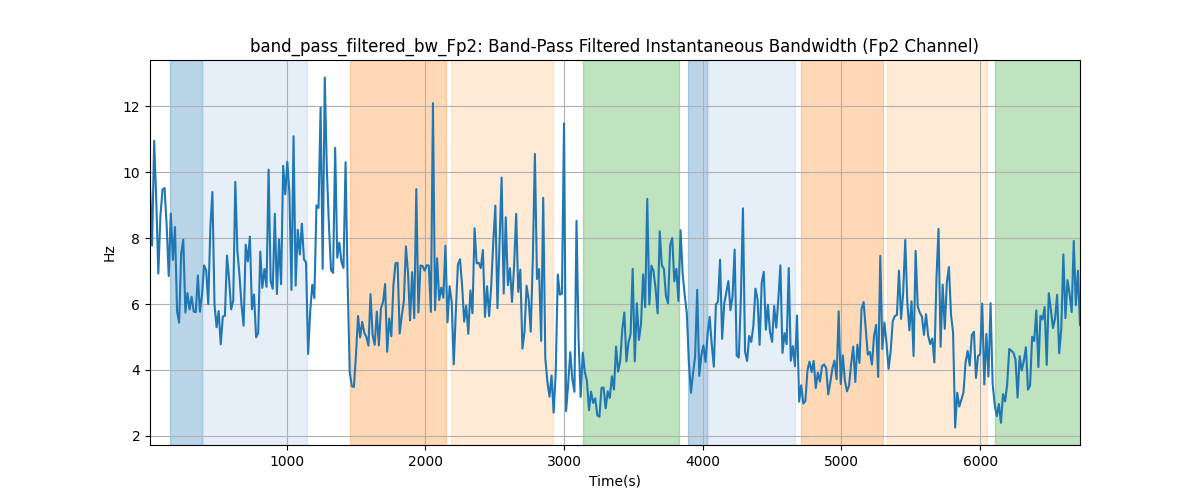 band_pass_filtered_bw_Fp2: Band-Pass Filtered Instantaneous Bandwidth (Fp2 Channel)
12
10
8
6
4
2
Hz
1000 2000 3000 4000 5000 6000
Time(s)